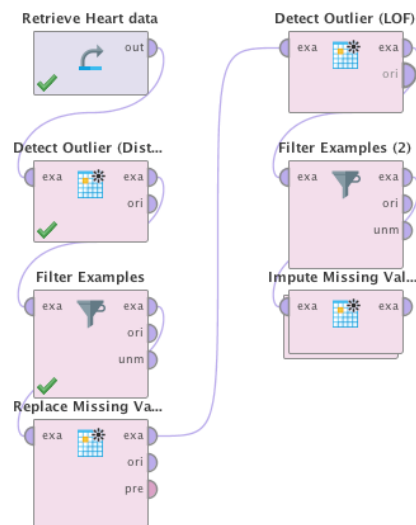 Retrieve Heart data
out
Detect Outlier (Dist...
exa exa
ori
Filter Examples
exa exa
ori
unm
Replace Missing Va...
exa exa
ori
pre
Detect Outlier (LOF)
exa exa
ori
Filter Examples (2)
exa exa
ori
unm
Impute Missing Val...
exa exa